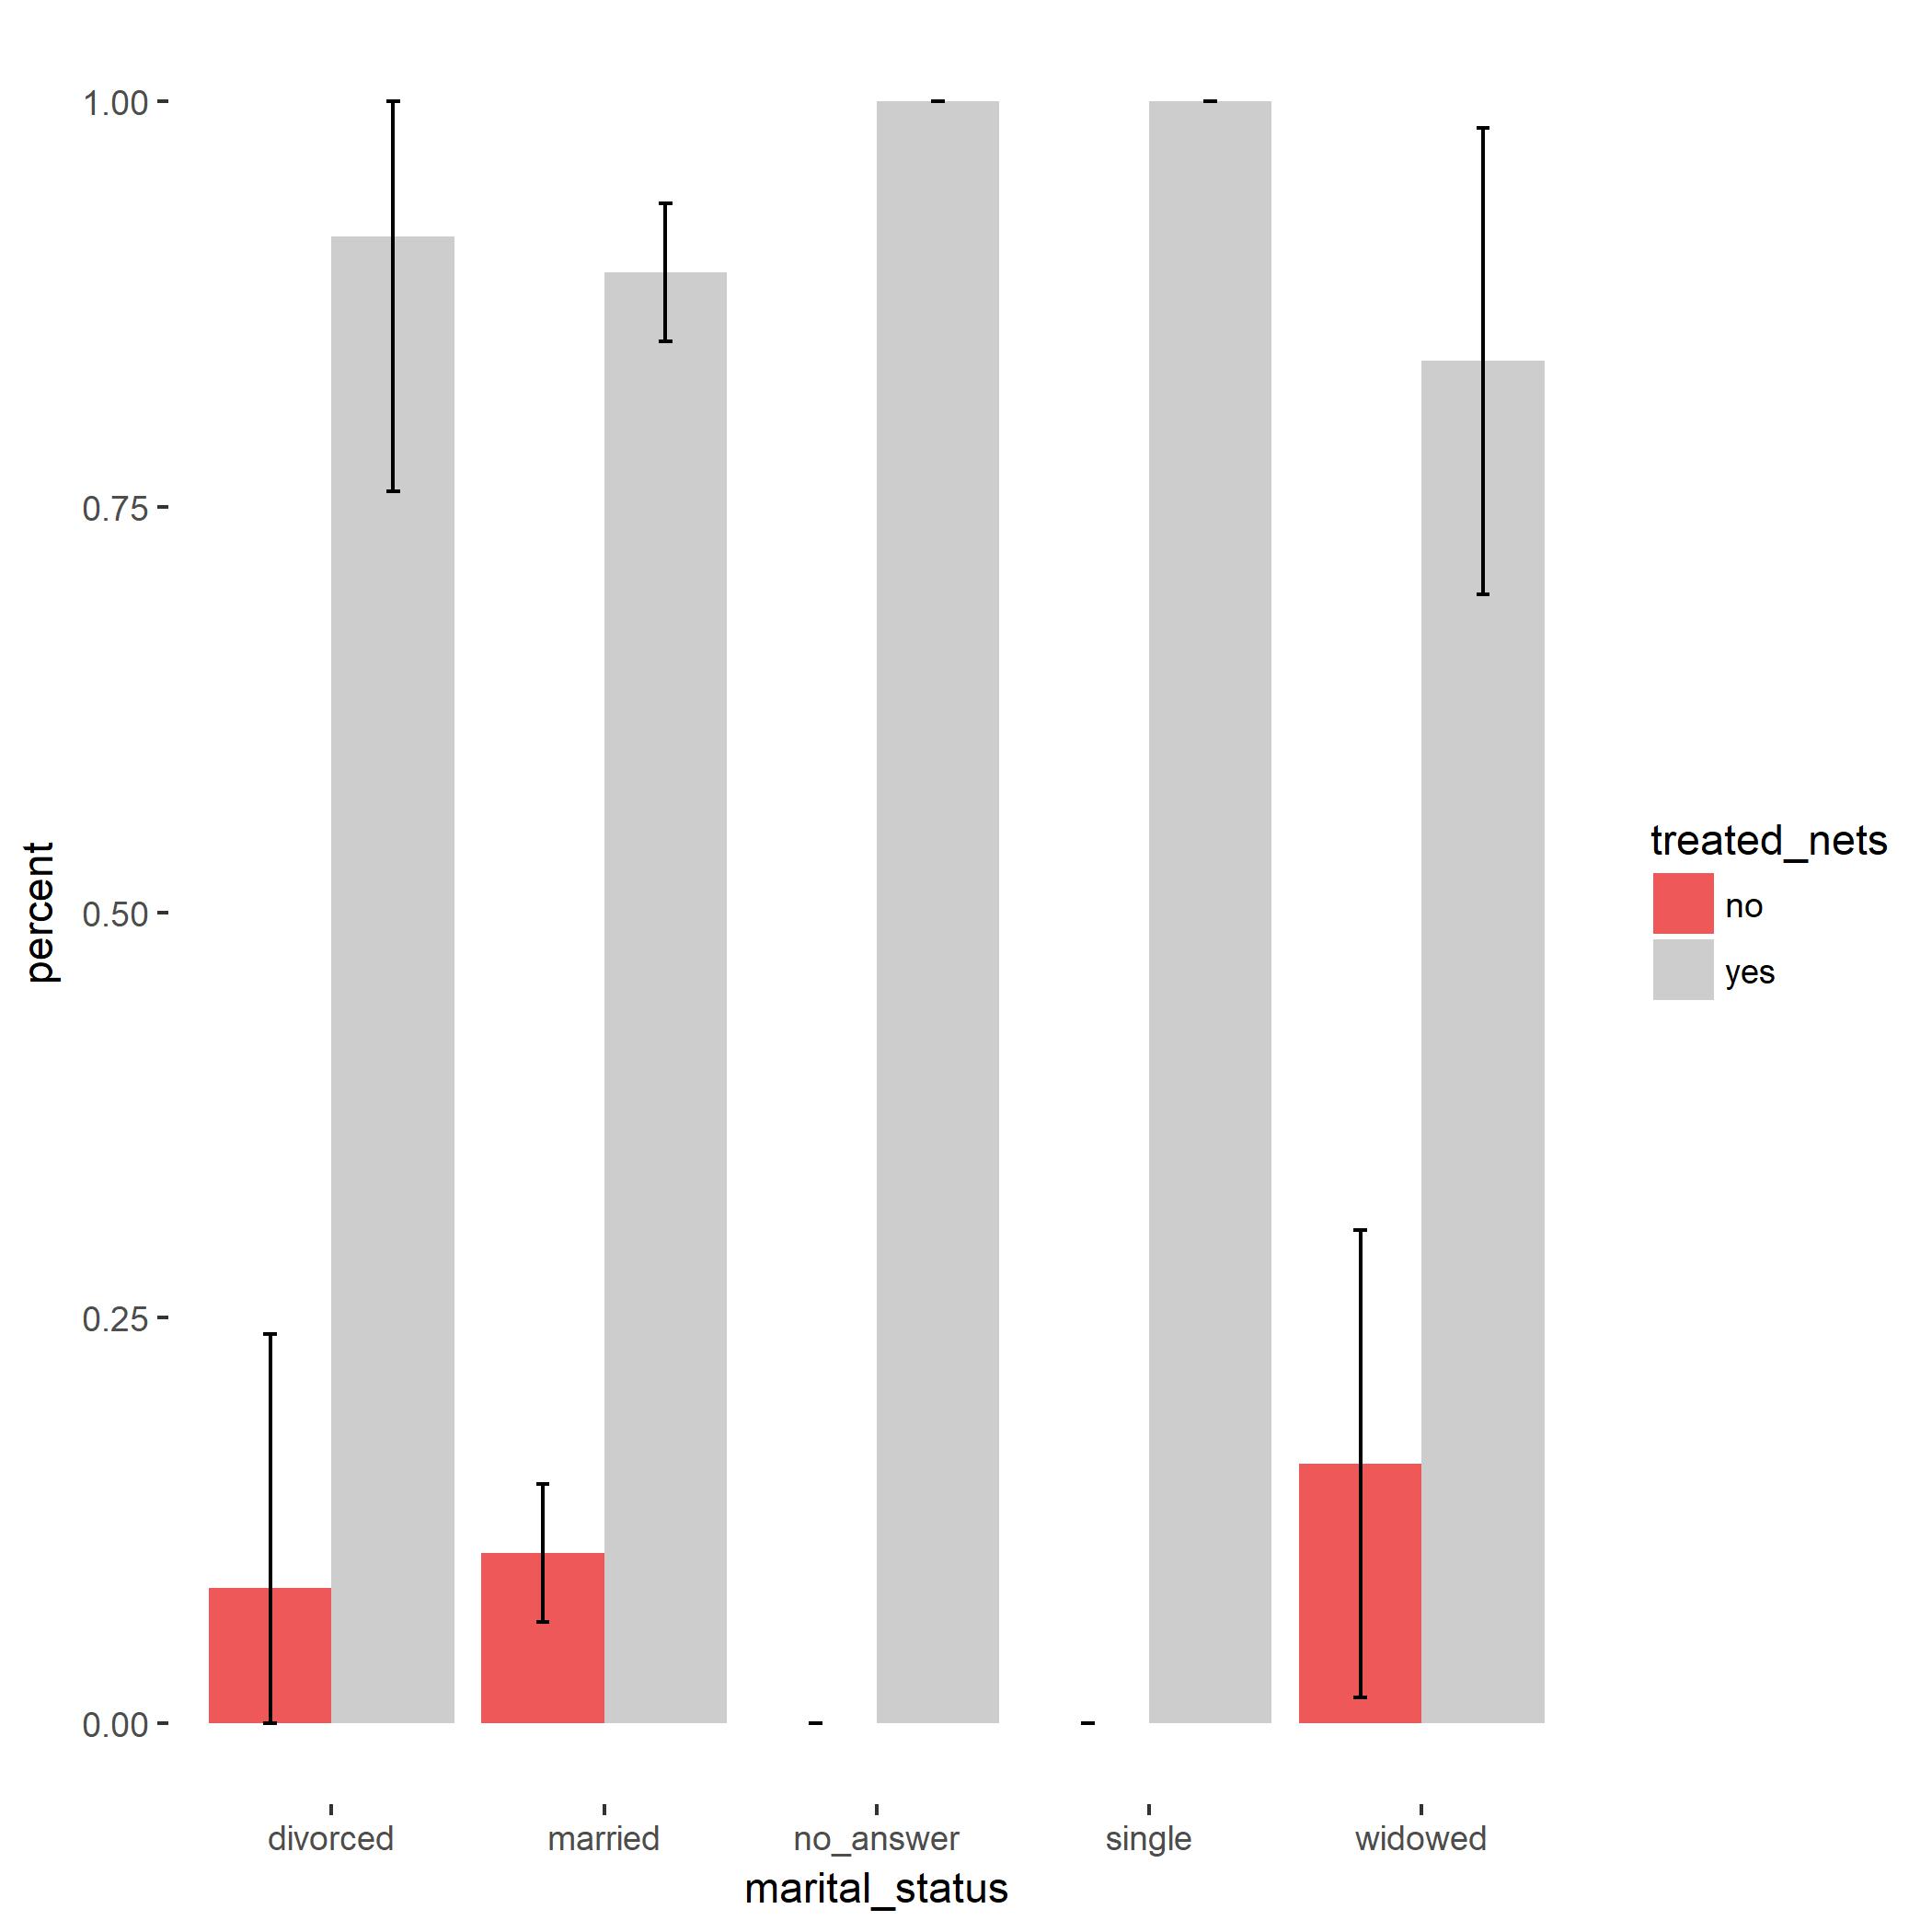 1.00
0.75
0.50
0.25
0.00
percent
divorced married no_answer single widowed
marital_status
treated_nets
no
yes